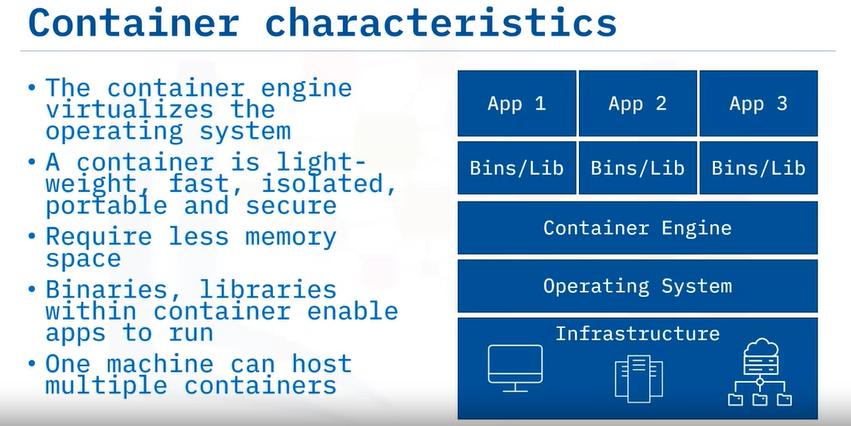 Container characteristics
• The container engine
virtualizes the
operating system
• A container is light-
weight, fast, isolated,
portable and secure
• Require less memory
space
• Binaries, libraries
within container enable
apps to run
• One machine can host
multiple containers
App 1 App 2 App 3
Bins/Lib Bins/Lib Bins/Lib
Container Engine
Operating System
Infrastructure